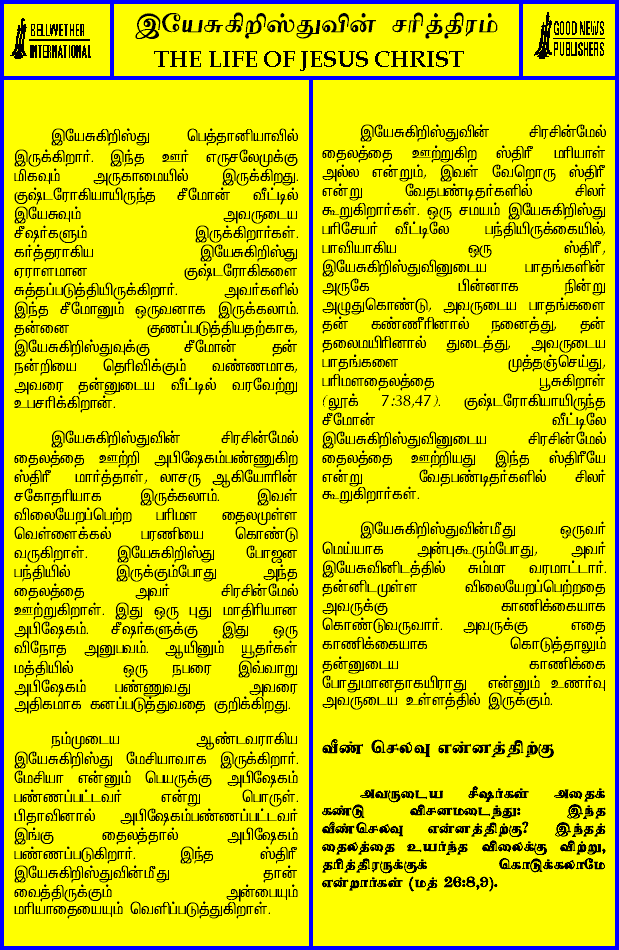 BELLWETHER
INTERNATIONAL
இயேசுகிறிஸ்துவின் சரித்திரம்
THE LIFE OF JESUS CHRIST
GOOD NEWS
PUBLISHERS
இயேசுகிறிஸ்து பெத்தானியாவில்
இருக்கிறார். இந்த ஊர் எருசலேமுக்கு
மிகவும் அருகாமையில் இருக்கிறது.
குஷ்டரோகியாயிருந்த சீமோன் வீட்டில்
இயேசுவும் அவருடைய
சீஷர்களும் இருக்கிறார்கள்.
கர்த்தராகிய இயேசுகிறிஸ்து
ஏராளமான குஷ்டரோகிகளை
சுத்தப்படுத்தியிருக்கிறார். அவர்களில்
இந்த சீமோனும் ஒருவனாக இருக்கலாம்.
தன்னை குணப்படுத்தியதற்காக,
இயேசுகிறிஸ்துவுக்கு சீமோன் தன்
நன்றியை தெரிவிக்கும் வண்ணமாக,
அவரை தன்னுடைய வீட்டில் வரவேற்று
உபசரிக்கிறான்.
இயேசுகிறிஸ்துவின் சிரசின்மேல்
தைலத்தை ஊற்றி அபிஷேகம்பண்ணுகிற
ஸ்திரீ மார்த்தாள், லாசரு ஆகியோரின்
சகோதரியாக இருக்கலாம். இவள்
விலையேறப்பெற்ற பரிமள தைலமுள்ள
வெள்ளைக்கல் பரணியை கொண்டு
வருகிறாள். இயேசுகிறிஸ்து போஜன
பந்தியில் இருக்கும்போது அந்த
தைலத்தை அவர் சிரசின்மேல்
ஊற்றுகிறாள். இது ஒரு புது மாதிரியான
அபிஷேகம். சீஷர்களுக்கு இது ஒரு
விநோத அனுபவம். ஆயினும் யூதர்கள்
மத்தியில் ஒரு நபரை இவ்வாறு
அபிஷேகம் பண்ணுவது அவரை
அதிகமாக கனப்படுத்துவதை குறிக்கிறது.
நம்முடைய ஆண்டவராகிய
இயேசுகிறிஸ்து மேசியாவாக இருக்கிறார்.
மேசியா என்னும் பெயருக்கு அபிஷேகம்
பண்ணப்பட்டவர் என்று பொருள்.
பிதாவினால் அபிஷேகம்பண்ணப்பட்டவர்
இங்கு தைலத்தால் அபிஷேகம்
பண்ணப்படுகிறார். இந்த ஸ்திரீ
இயேசுகிறிஸ்துவின்மீது தான்
வைத்திருக்கும் அன்பையும்
மரியாதையையும் வெளிப்படுத்துகிறாள்.
இயேசுகிறிஸ்துவின் சிரசின்மேல்
தைலத்தை ஊற்றுகிற ஸ்திரீ மரியாள்
அல்ல என்றும், இவள் வேறொரு ஸ்திரீ
என்று வேதபண்டிதர்களில் சிலர்
கூறுகிறார்கள். ஒரு சமயம் இயேசுகிறிஸ்து
பரிசேயர் வீட்டிலே பந்தியிருக்கையில்,
பாவியாகிய ஒரு ஸ்திரீ,
இயேசுகிறிஸ்துவினுடைய பாதங்களின்
அருகே பின்னாக நின்று
அழுதுகொண்டு, அவருடைய பாதங்களை
தன் கண்ணீரினால் நனைத்து, தன்
தலைமயிரினால் துடைத்து, அவருடைய
பாதங்களை முத்தஞ்செய்து,
பரிமளதைலத்தை பூசுகிறாள்
(லூக் 7:38,47). குஷ்டரோகியாயிருந்த
சீமோன் வீட்டிலே
இயேசுகிறிஸ்துவினுடைய சிரசின்மேல்
தைலத்தை ஊற்றியது இந்த ஸ்திரீயே
என்று வேதபண்டிதர்களில் சிலர்
கூறுகிறார்கள்.
இயேசுகிறிஸ்துவின்மீது ஒருவர்
மெய்யாக அன்புகூரும்போது, அவர்
இயேசுவினிடத்தில் சும்மா வரமாட்டார்.
தன்னிடமுள்ள விலையேறப்பெற்றதை
அவருக்கு காணிக்கையாக
கொண்டுவருவார். அவருக்கு எதை
காணிக்கையாக கொடுத்தாலும்
தன்னுடைய காணிக்கை
போதுமானதாகயிராது என்னும் உணர்வு
அவருடைய உள்ளத்தில் இருக்கும்.
வீண் செலவு என்னத்திற்கு
அவருடைய சீஷர்கள் அதைக்
கண்டு விசனமடைந்து: இந்த
வீண்செலவு என்னத்திற்கு? இந்தத்
தைலத்தை உயர்ந்த விலைக்கு விற்று,
தரித்திரருக்குக் கொடுக்கலாமே
என்றார்கள் (மத் 26:8,9).